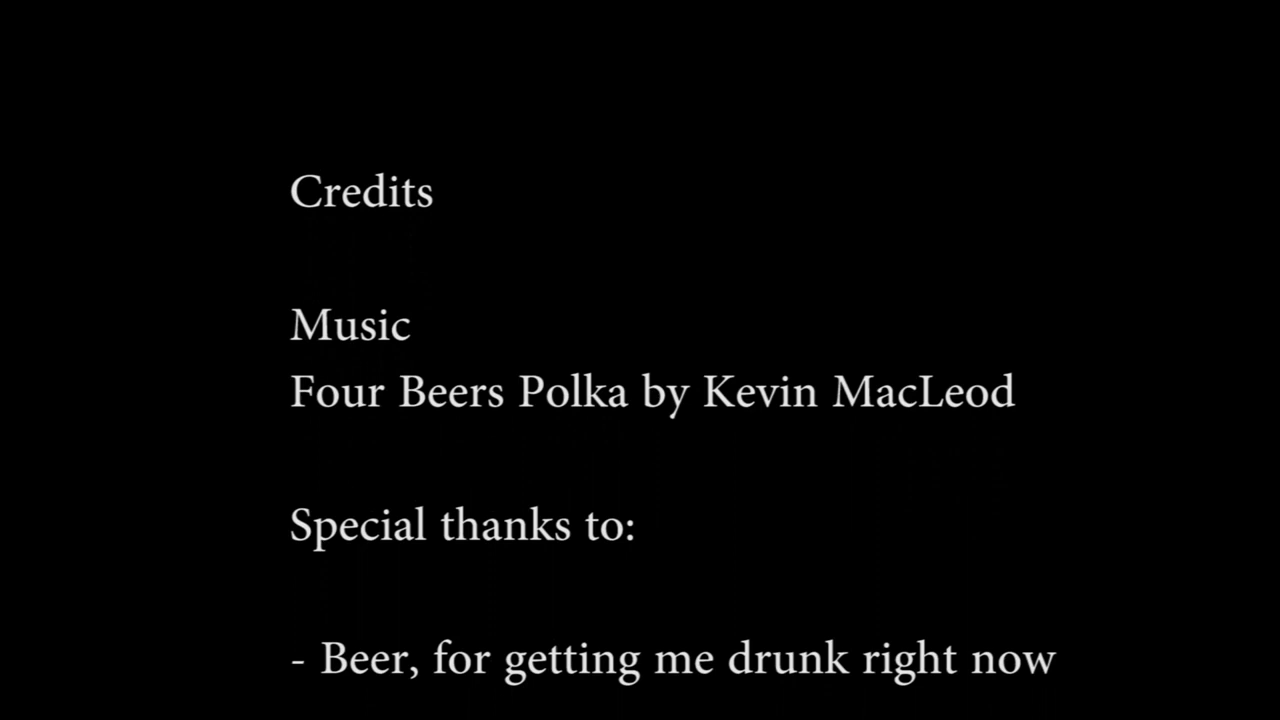 Credits
Music
Four Beers Polka by Kevin MacLeod
Special thanks to:
- Beer, for getting me drunk right now